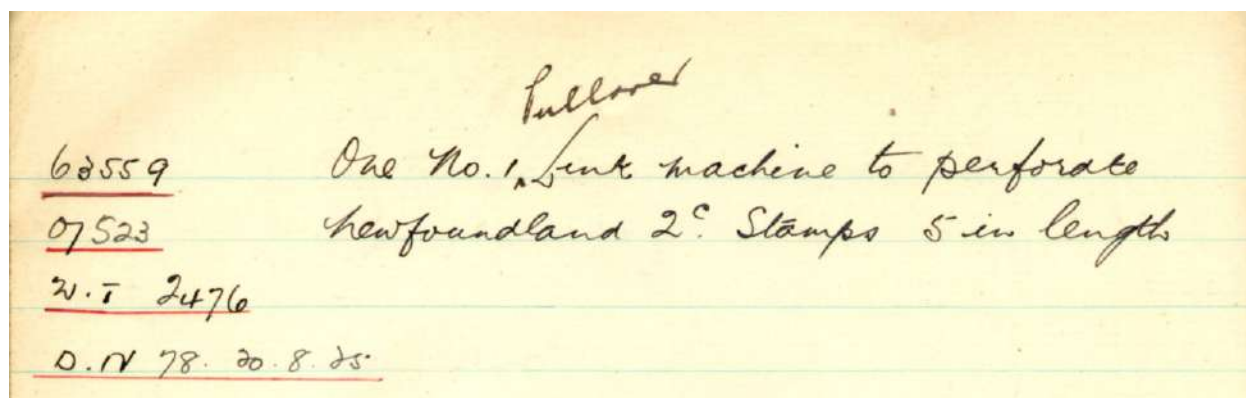 Pullover
63559 One No. 1 Link machine to perforate
07523 Newfoundland 2c. Stamps 5 in length
W.T 2476
D.N 78. 20.8.25